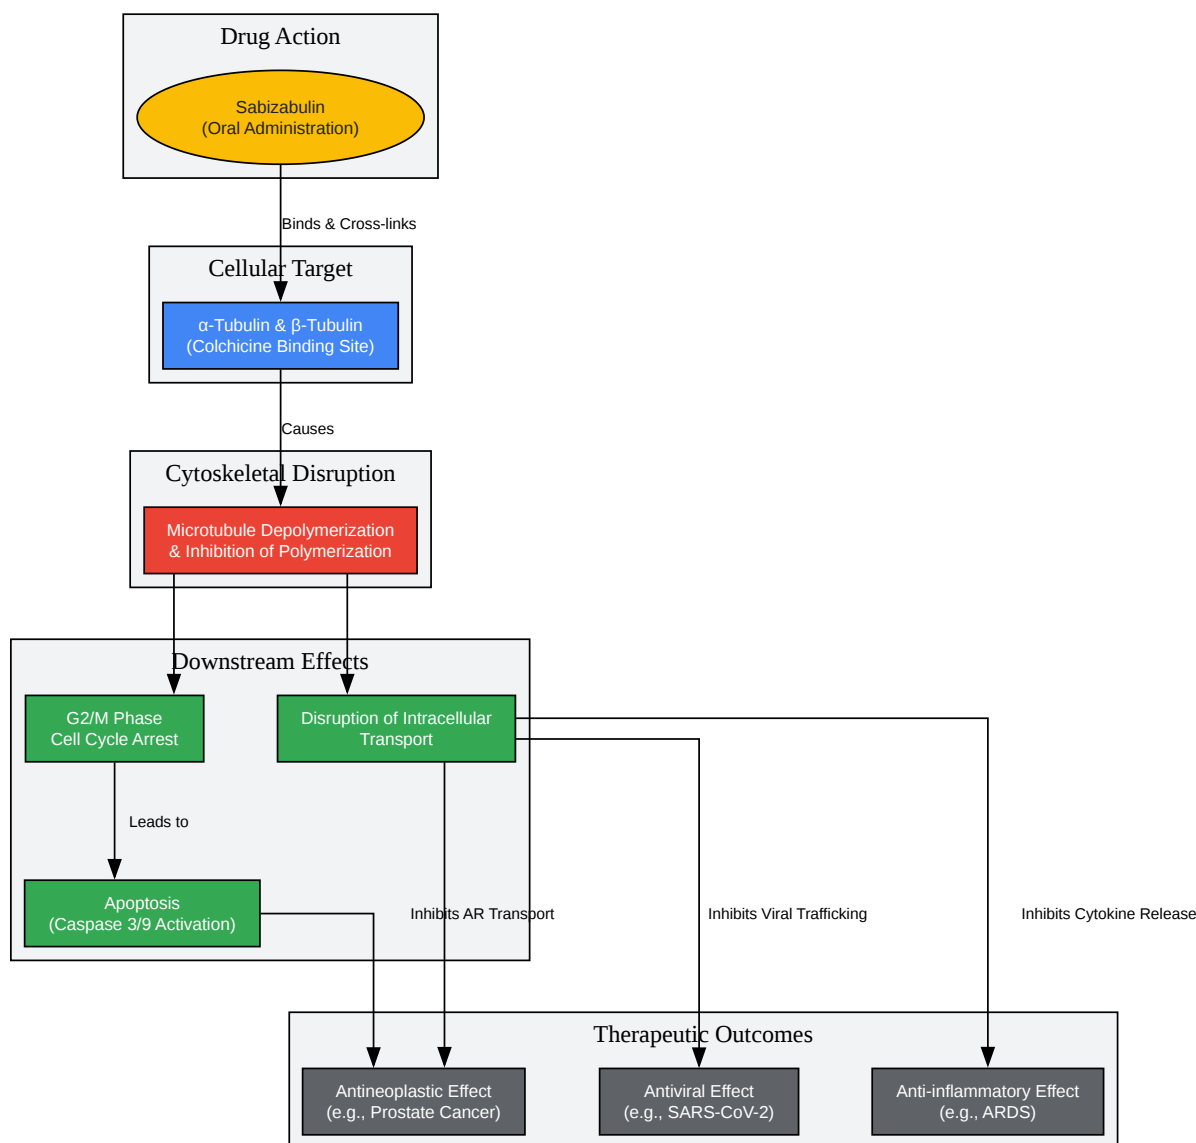 Drug Action
Sabizabulin
(Oral Administration)
Binds & Cross-links
Cellular Target
α-Tubulin & β-Tubulin
(Colchicine Binding Site)
Causes
Cytoskeletal Disruption
Microtubule Depolymerization
& Inhibition of Polymerization
Downstream Effects
G2/M Phase
Cell Cycle Arrest
Disruption of Intracellular
Transport
Leads to
Apoptosis
(Caspase 3/9 Activation)
Inhibits AR Transport
Inhibits Viral Trafficking
Inhibits Cytokine Release
Therapeutic Outcomes
Antineoplastic Effect
(e.g., Prostate Cancer)
Antiviral Effect
(e.g., SARS-CoV-2)
Anti-inflammatory Effect
(e.g., ARDS)